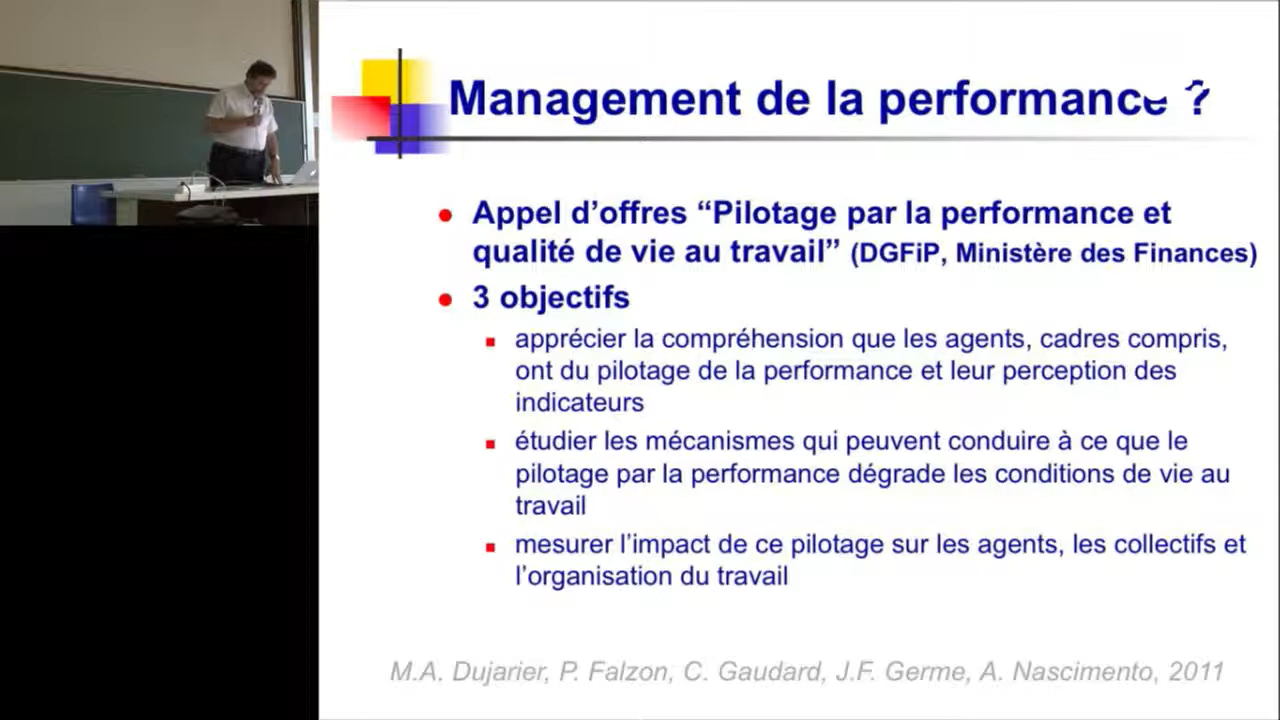 Management de la performance ?
• Appel d’offres “Pilotage par la performance et
qualité de vie au travail” (DGFiP, Ministère des Finances)
• 3 objectifs
▪ apprécier la compréhension que les agents, cadres compris,
ont du pilotage de la performance et leur perception des
indicateurs
▪ étudier les mécanismes qui peuvent conduire à ce que le
pilotage par la performance dégrade les conditions de vie au
travail
▪ mesurer l’impact de ce pilotage sur les agents, les collectifs et
l’organisation du travail
M.A. Dujarier, P. Falzon, C. Gaudard, J.F. Germe, A. Nascimento, 2011